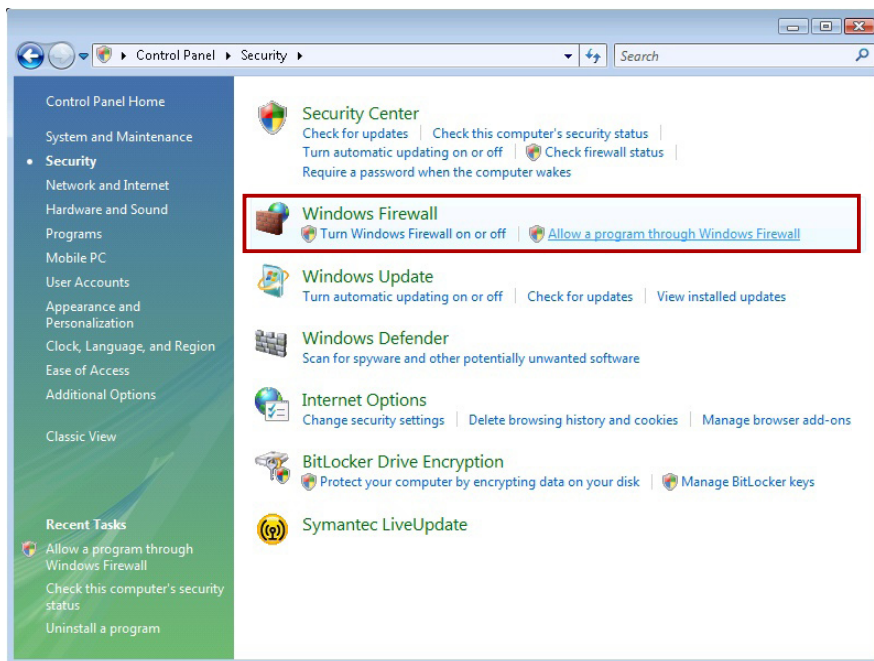 Control Panel Security
Search
Control Panel Home
System and Maintenance
Security
Network and Internet
Hardware and Sound
Programs
Mobile PC
User Accounts
Appearance and
Personalization
Clock, Language, and Region
Ease of Access
Additional Options
Classic View
Recent Tasks
Allow a program through
Windows Firewall
Check this computer's security
status
Uninstall a program
Security Center
Check for updates Check this computer's security status
Turn automatic updating on or off Check firewall status
Require a password when the computer wakes
Windows Firewall
Turn Windows Firewall on or off Allow a program through Windows Firewall
Windows Update
Turn automatic updating on or off Check for updates View installed updates
Windows Defender
Scan for spyware and other potentially unwanted software
Internet Options
Change security settings Delete browsing history and cookies Manage browser add-ons
BitLocker Drive Encryption
Protect your computer by encrypting data on your disk Manage BitLocker keys
Symantec LiveUpdate